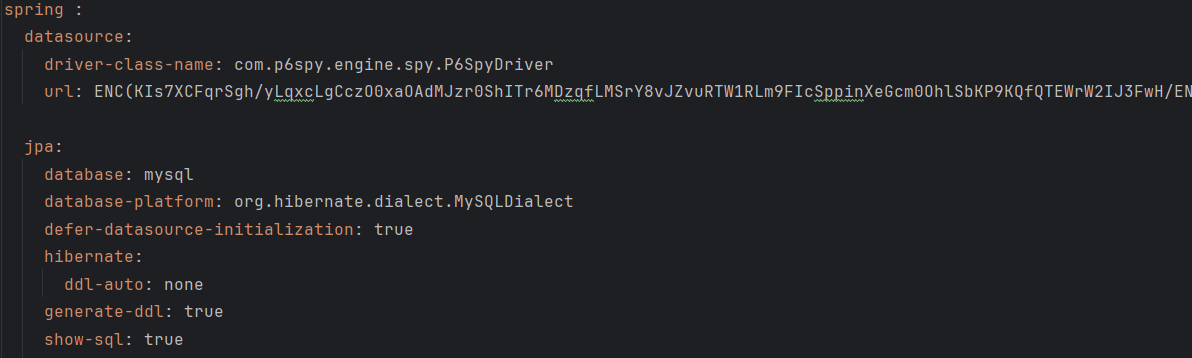 spring :
  datasource:
    driver-class-name: com.p6spy.engine.spy.P6SpyDriver
    url: ENC(KIs7XCFqrSgh/yLqxcLgCczO0xaOAdMJzr0ShITr6MDzqfLMSrY8vJZvuRTW1RLm9FIcSppinXeGcm0OhlSbKP9KQfQTEWrW2IJ3FwH/EN
  jpa:
    database: mysql
    database-platform: org.hibernate.dialect.MySQLDialect
    defer-datasource-initialization: true
    hibernate:
      ddl-auto: none
    generate-ddl: true
    show-sql: true